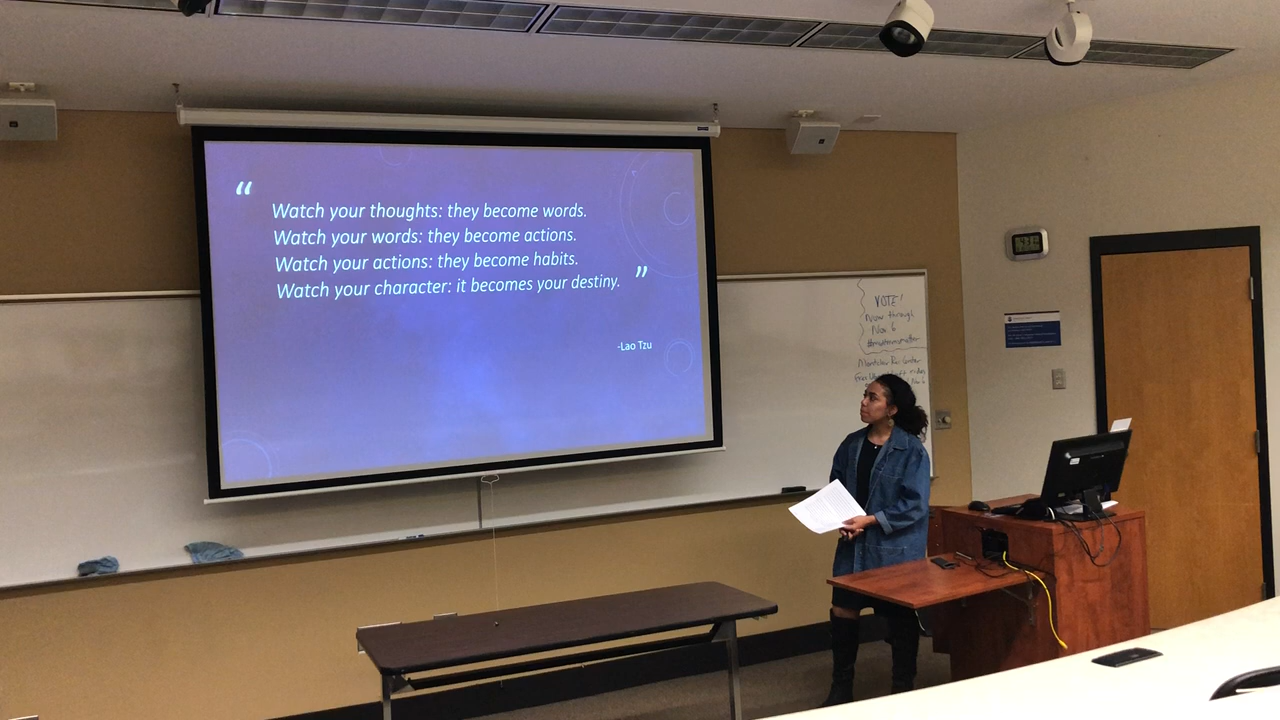 “
Watch your thoughts: they become words.
Watch your words: they become actions.
Watch your actions: they become habits.
Watch your character: it becomes your destiny.
”
-Lao Tzu
VOTE!
Now through
Nov 6